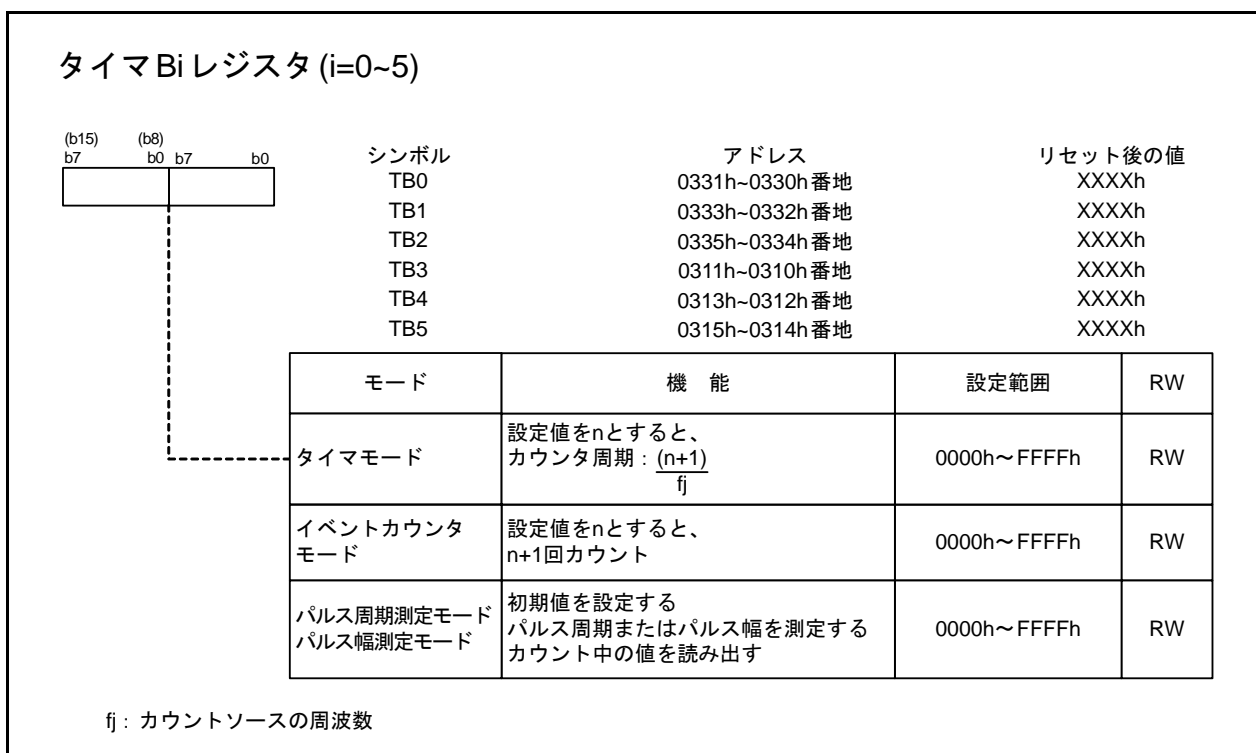 タイマBiレジスタ(i=0~5)
(b15) (b8)
b7 b0 b7 b0
シンボル アドレス リセット後の値
TB0 0331h~0330h番地 XXXXh
TB1 0333h~0332h番地 XXXXh
TB2 0335h~0334h番地 XXXXh
TB3 0311h~0310h番地 XXXXh
TB4 0313h~0312h番地 XXXXh
TB5 0315h~0314h番地 XXXXh
モード 機 能 設定範囲 RW
タイマモード
設定値をnとすると、
カウンタ周期：(n+1)
fj
0000h～FFFFh RW
イベントカウンタ
モード
設定値をnとすると、
n+1回カウント
0000h～FFFFh RW
パルス周期測定モード
パルス幅測定モード
初期値を設定する
パルス周期またはパルス幅を測定する
カウント中の値を読み出す
0000h～FFFFh RW
fj：カウントソースの周波数